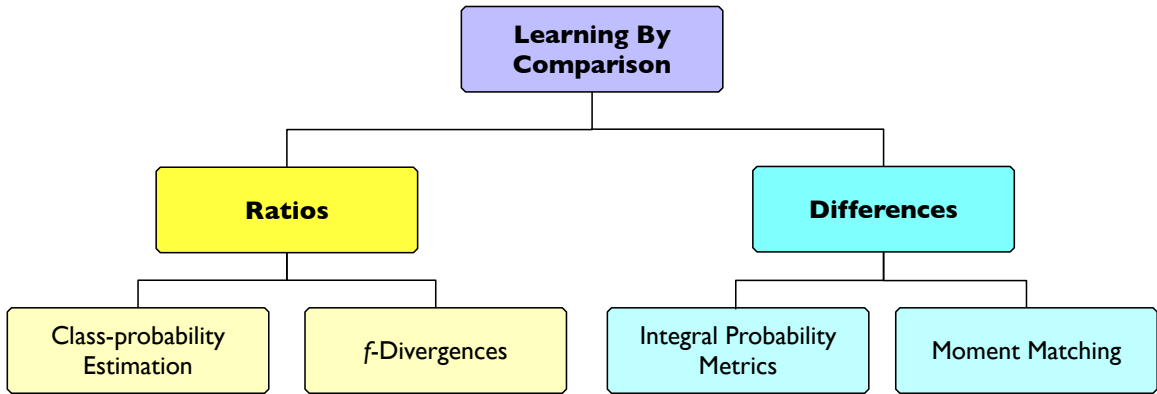 Learning By
Comparison
Ratios
Differences
Class-probability
Estimation
f-Divergences
Integral Probability
Metrics
Moment Matching